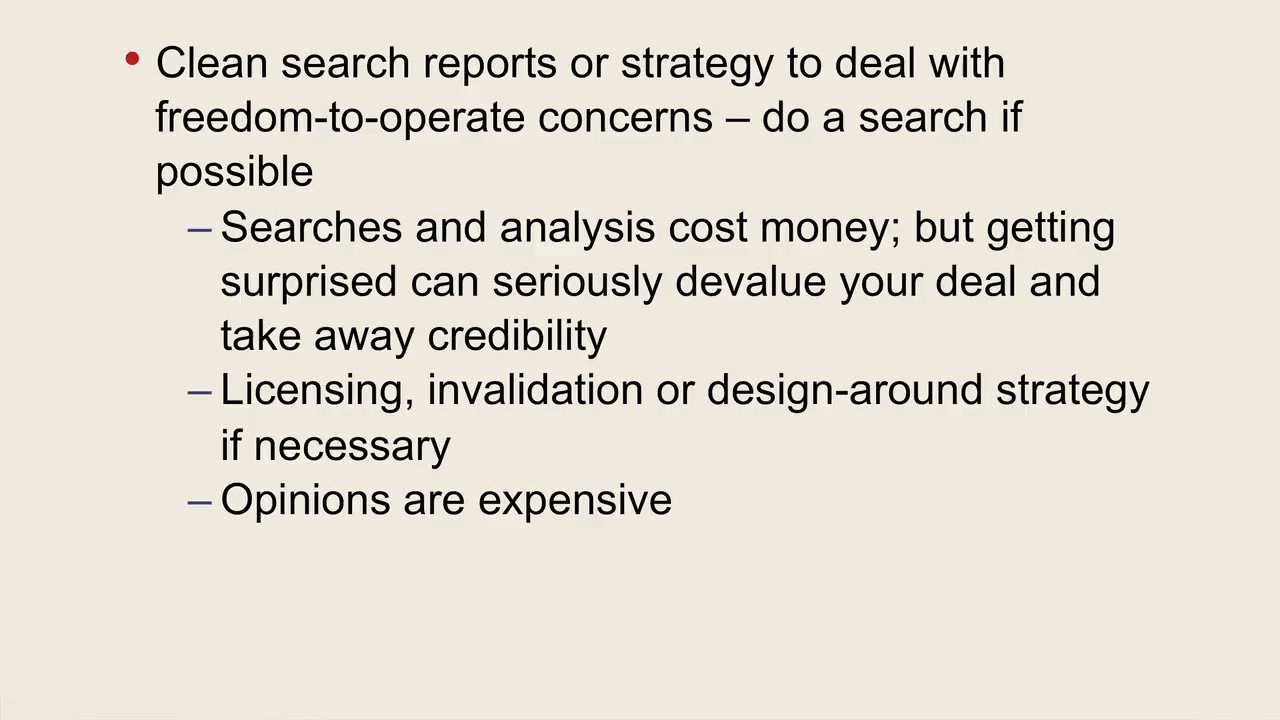 • Clean search reports or strategy to deal with
freedom-to-operate concerns – do a search if
possible
– Searches and analysis cost money; but getting
surprised can seriously devalue your deal and
take away credibility
– Licensing, invalidation or design-around strategy
if necessary
– Opinions are expensive